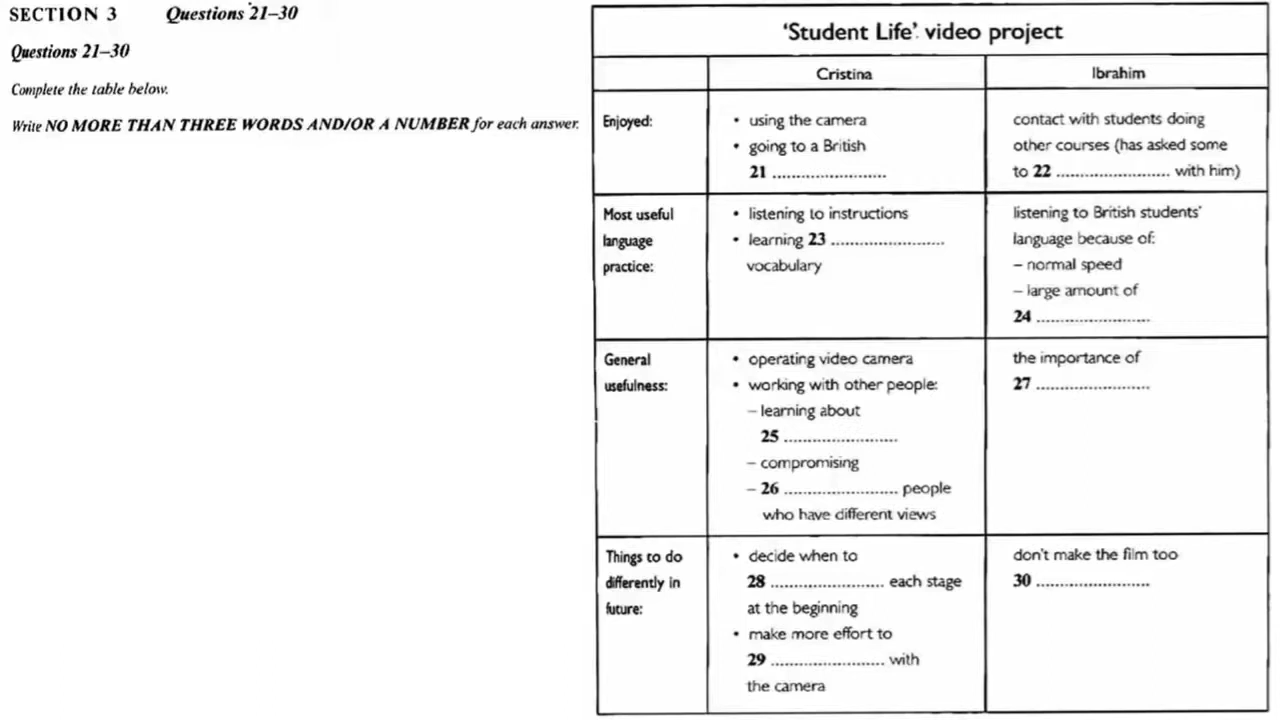 SECTION 3 Questions 21–30
Questions 21–30
Complete the table below.
Write NO MORE THAN THREE WORDS AND/OR A NUMBER for each answer.
'Student Life' video project
Cristina
Ibrahim
Enjoyed:
• using the camera
• going to a British
21 ........................
contact with students doing
other courses (has asked some
to 22 ........................ with him)
Most useful
language
practice:
• listening to instructions
• learning 23 ........................
vocabulary
listening to British students'
language because of:
– normal speed
– large amount of
24 ........................
General
usefulness:
• operating video camera
• working with other people:
– learning about
25 ........................
– compromising
– 26 ........................ people
who have different views
the importance of
27 ........................
Things to do
differently in
future:
• decide when to
28 ........................ each stage
at the beginning
• make more effort to
29 ........................ with
the camera
don't make the film too
30 ........................